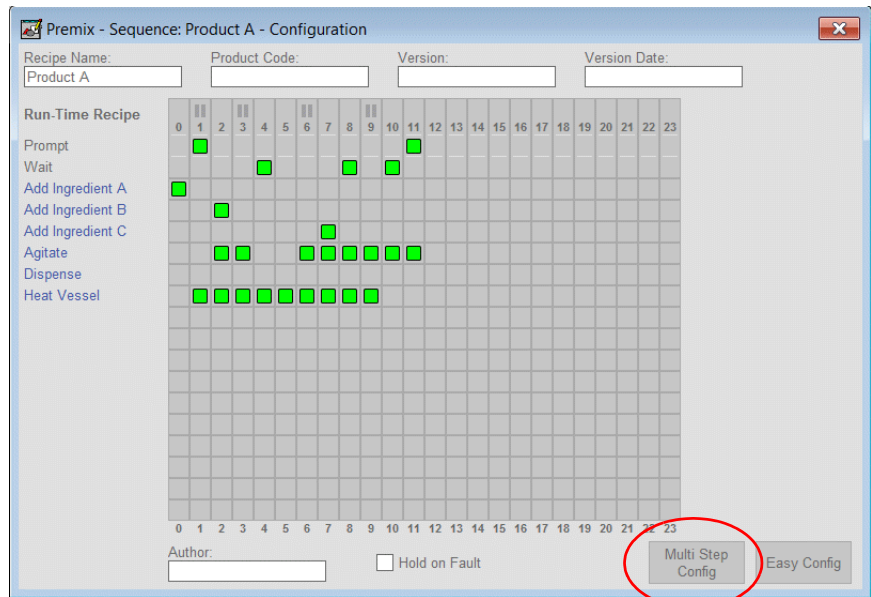 Premix - Sequence: Product A - Configuration
Recipe Name: Product Code: Version: Version Date:
Product A
Run-Time Recipe
0 1 2 3 4 5 6 7 8 9 10 11 12 13 14 15 16 17 18 19 20 21 22 23
Prompt
Wait
Add Ingredient A
Add Ingredient B
Add Ingredient C
Agitate
Dispense
Heat Vessel
0 1 2 3 4 5 6 7 8 9 10 11 12 13 14 15 16 17 18 19 20 21 22 23
Author:
Hold on Fault
Multi Step
Config
Easy Config